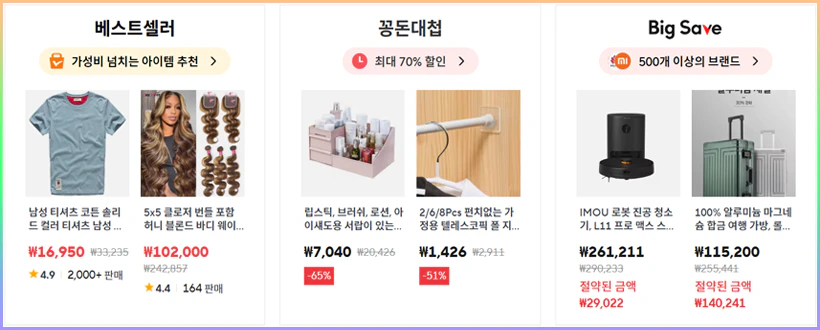 베스트셀러
가성비 넘치는 아이템 추천 >
남성 티셔츠 코튼 솔리
드 컬러 티셔츠 남성 ...
₩16,950 ₩33,235
4.9 2,000+ 판매
5x5 클로저 번들 포함
허니 블론드 바디 웨이...
₩102,000
₩242,857
4.4 164 판매
꽁돈대첩
최대 70% 할인 >
립스틱, 브러쉬, 로션, 아
이섀도용 서랍이 있는...
₩7,040 ₩20,426
-65%
2/6/8Pcs 펀치없는 가
정용 텔레스코픽 폴 지...
₩1,426 ₩2,911
-51%
Big Save
mi 500개 이상의 브랜드 >
IMOU 로봇 진공 청소
기, L11 프로 맥스 스...
₩261,211
₩290,233
절약된 금액
₩29,022
100% 알루미늄 마그네
슘 합금 여행 가방, 롤...
₩115,200
₩255,441
절약된 금액
₩140,241